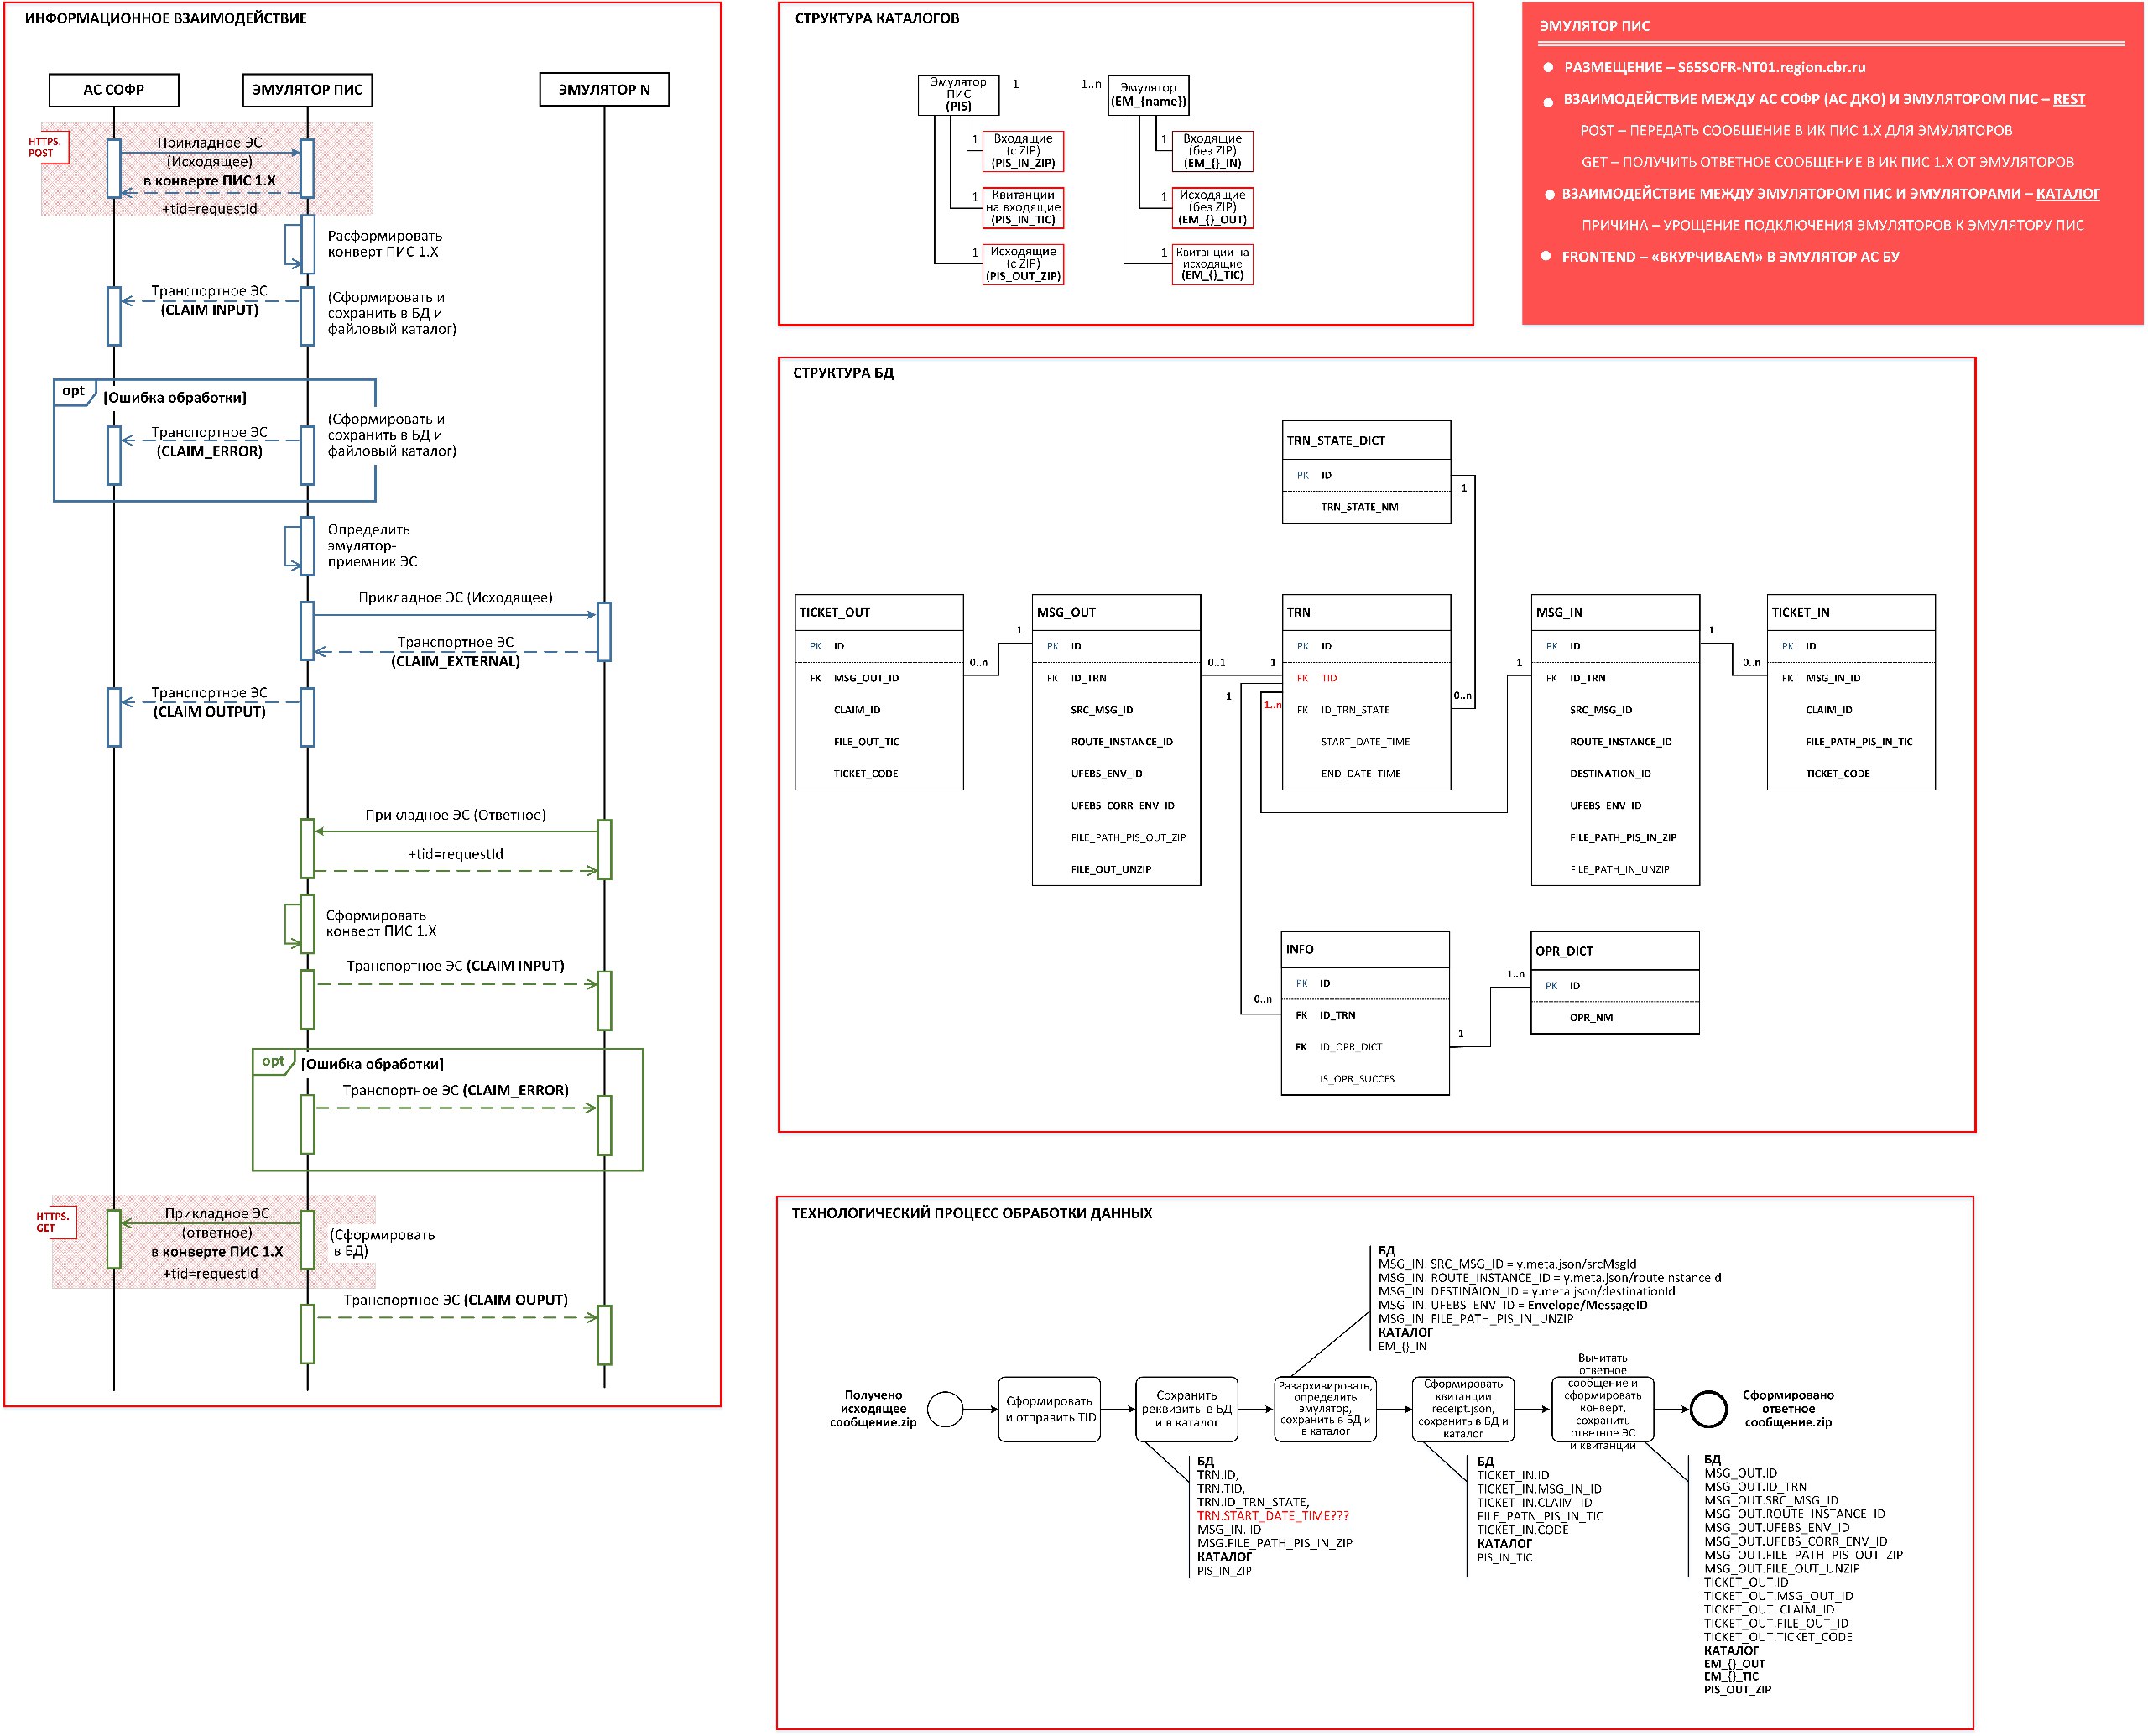 ИНФОРМАЦИОННОЕ ВЗАИМОДЕЙСТВИЕ
АС СОФР
ЭМУЛЯТОР ПИС
ЭМУЛЯТОР N
HTTPS.
POST
Прикладное ЭС
(Исходящее)
в конверте ПИС 1.X
+tid=requestId
Расформировать
конверт ПИС 1.X
Транспортное ЭС
(CLAIM INPUT)
(Сформировать и
сохранить в БД и
файловый каталог)
opt
[Ошибка обработки]
Транспортное ЭС
(CLAIM_ERROR)
(Сформировать и
сохранить в БД и
файловый каталог)
Определить
эмулятор-
приемник ЭС
Прикладное ЭС (Исходящее)
Транспортное ЭС
(CLAIM_EXTERNAL)
Транспортное ЭС
(CLAIM OUTPUT)
Прикладное ЭС (Ответное)
+tid=requestId
Сформировать
конверт ПИС 1.X
Транспортное ЭС (CLAIM INPUT)
opt
[Ошибка обработки]
Транспортное ЭС (CLAIM_ERROR)
HTTPS.
GET
Прикладное ЭС
(ответное)
в конверте ПИС 1.X
+tid=requestId
(Сформировать
в БД)
Транспортное ЭС (CLAIM OUPUT)
СТРУКТУРА КАТАЛОГОВ
Эмулятор
ПИС
(PIS)
1
1..n
Эмулятор
(EM_{name})
1
Входящие
(с ZIP)
(PIS_IN_ZIP)
1
Квитанции
на входящие
(PIS_IN_TIC)
1
Исходящие
(с ZIP)
(PIS_OUT_ZIP)
1
Входящие
(без ZIP)
(EM_{}_IN)
1
Исходящие
(без ZIP)
(EM_{}_OUT)
1
Квитанции на
исходящие
(EM_{}_TIC)
ЭМУЛЯТОР ПИС
РАЗМЕЩЕНИЕ – S65SOFR-NT01.region.cbr.ru
ВЗАИМОДЕЙСТВИЕ МЕЖДУ АС СОФР (АС ДКО) И ЭМУЛЯТОРОМ ПИС – REST
POST – ПЕРЕДАТЬ СООБЩЕНИЕ В ИК ПИС 1.X ДЛЯ ЭМУЛЯТОРОВ
GET – ПОЛУЧИТЬ ОТВЕТНОЕ СООБЩЕНИЕ В ИК ПИС 1.X ОТ ЭМУЛЯТОРОВ
ВЗАИМОДЕЙСТВИЕ МЕЖДУ ЭМУЛЯТОРОМ ПИС И ЭМУЛЯТОРАМИ – КАТАЛОГ
ПРИЧИНА – УРОЩЕНИЕ ПОДКЛЮЧЕНИЯ ЭМУЛЯТОРОВ К ЭМУЛЯТОРУ ПИС
FRONTEND – «ВКУРЧИВАЕМ» В ЭМУЛЯТОР АС БУ
СТРУКТУРА БД
TRN_STATE_DICT
PK ID
TRN_STATE_NM
1
TICKET_OUT
PK ID
FK MSG_OUT_ID
CLAIM_ID
FILE_OUT_TIC
TICKET_CODE
0..n
1
MSG_OUT
PK ID
FK ID_TRN
SRC_MSG_ID
ROUTE_INSTANCE_ID
UFEBS_ENV_ID
UFEBS_CORR_ENV_ID
FILE_PATH_PIS_OUT_ZIP
FILE_OUT_UNZIP
0..1
1
1
1..n
TRN
PK ID
FK TID
FK ID_TRN_STATE
START_DATE_TIME
END_DATE_TIME
0..n
1
MSG_IN
PK ID
FK ID_TRN
SRC_MSG_ID
ROUTE_INSTANCE_ID
DESTINATION_ID
UFEBS_ENV_ID
FILE_PATH_PIS_IN_ZIP
FILE_PATH_IN_UNZIP
1
0..n
TICKET_IN
PK ID
FK MSG_IN_ID
CLAIM_ID
FILE_PATH_PIS_IN_TIC
TICKET_CODE
0..n
INFO
PK ID
FK ID_TRN
FK ID_OPR_DICT
IS_OPR_SUCCES
1
1..n
OPR_DICT
PK ID
OPR_NM
ТЕХНОЛОГИЧЕСКИЙ ПРОЦЕСС ОБРАБОТКИ ДАННЫХ
БД
MSG_IN. SRC_MSG_ID = y.meta.json/srcMsgId
MSG_IN. ROUTE_INSTANCE_ID = y.meta.json/routeInstanceId
MSG_IN. DESTINAION_ID = y.meta.json/destinationId
MSG_IN. UFEBS_ENV_ID = Envelope/MessageID
MSG_IN. FILE_PATH_PIS_IN_UNZIP
КАТАЛОГ
EM_{}_IN
Получено
исходящее
сообщение.zip
Сформировать
и отправить TID
Сохранить
реквизиты в БД
и в каталог
Разархивировать,
определить
эмулятор,
сохранить в БД и
в каталог
Сформировать
квитанции
receipt.json,
сохранить в БД и
каталог
Вычитать
ответное
сообщение и
сформировать
конверт,
сохранить
ответное ЭС
и квитанции
Сформировано
ответное
сообщение.zip
БД
TRN.ID,
TRN.TID,
TRN.ID_TRN_STATE,
TRN.START_DATE_TIME???
MSG_IN. ID
MSG.FILE_PATH_PIS_IN_ZIP
КАТАЛОГ
PIS_IN_ZIP
БД
TICKET_IN.ID
TICKET_IN.MSG_IN_ID
TICKET_IN.CLAIM_ID
FILE_PATN_PIS_IN_TIC
TICKET_IN.CODE
КАТАЛОГ
PIS_IN_TIC
БД
MSG_OUT.ID
MSG_OUT.ID_TRN
MSG_OUT.SRC_MSG_ID
MSG_OUT.ROUTE_INSTANCE_ID
MSG_OUT.UFEBS_ENV_ID
MSG_OUT.UFEBS_CORR_ENV_ID
MSG_OUT.FILE_PATH_PIS_OUT_ZIP
MSG_OUT.FILE_OUT_UNZIP
TICKET_OUT.ID
TICKET_OUT.MSG_OUT_ID
TICKET_OUT. CLAIM_ID
TICKET_OUT.FILE_OUT_ID
TICKET_OUT.TICKET_CODE
КАТАЛОГ
EM_{}_OUT
EM_{}_TIC
PIS_OUT_ZIP